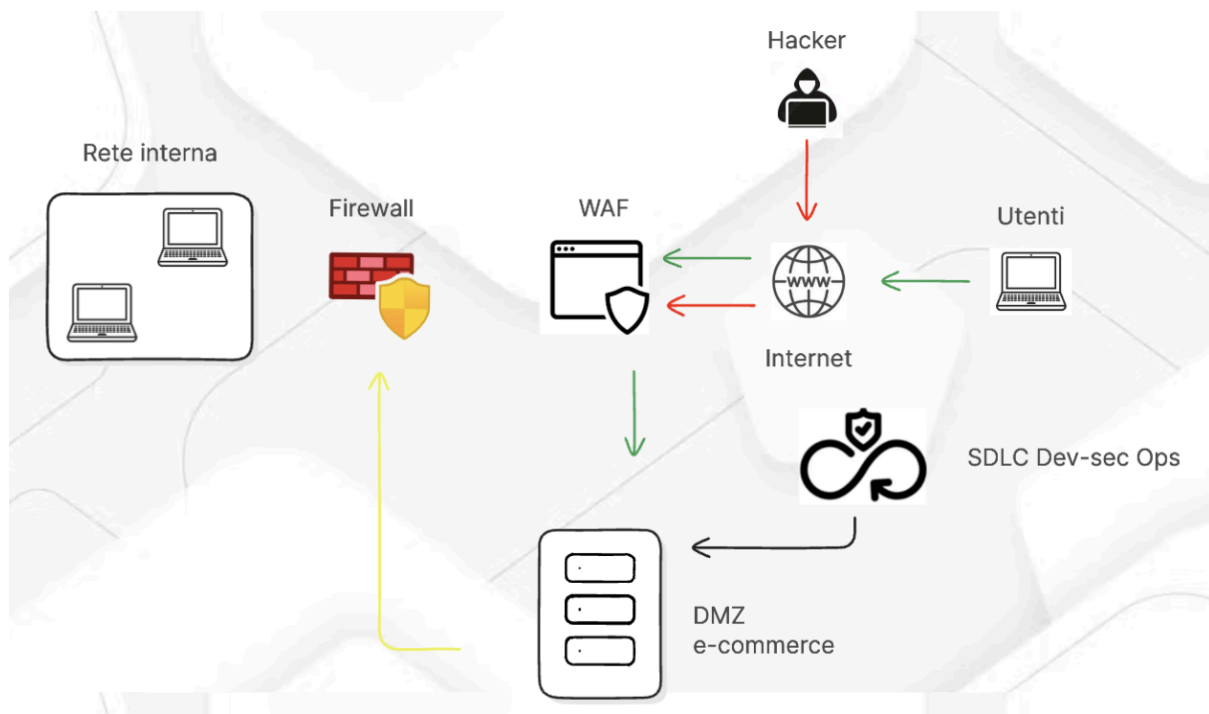 Hacker
Rete interna
Firewall
WAF
Utenti
WWW
Internet
SDLC Dev-sec Ops
DMZ
e-commerce